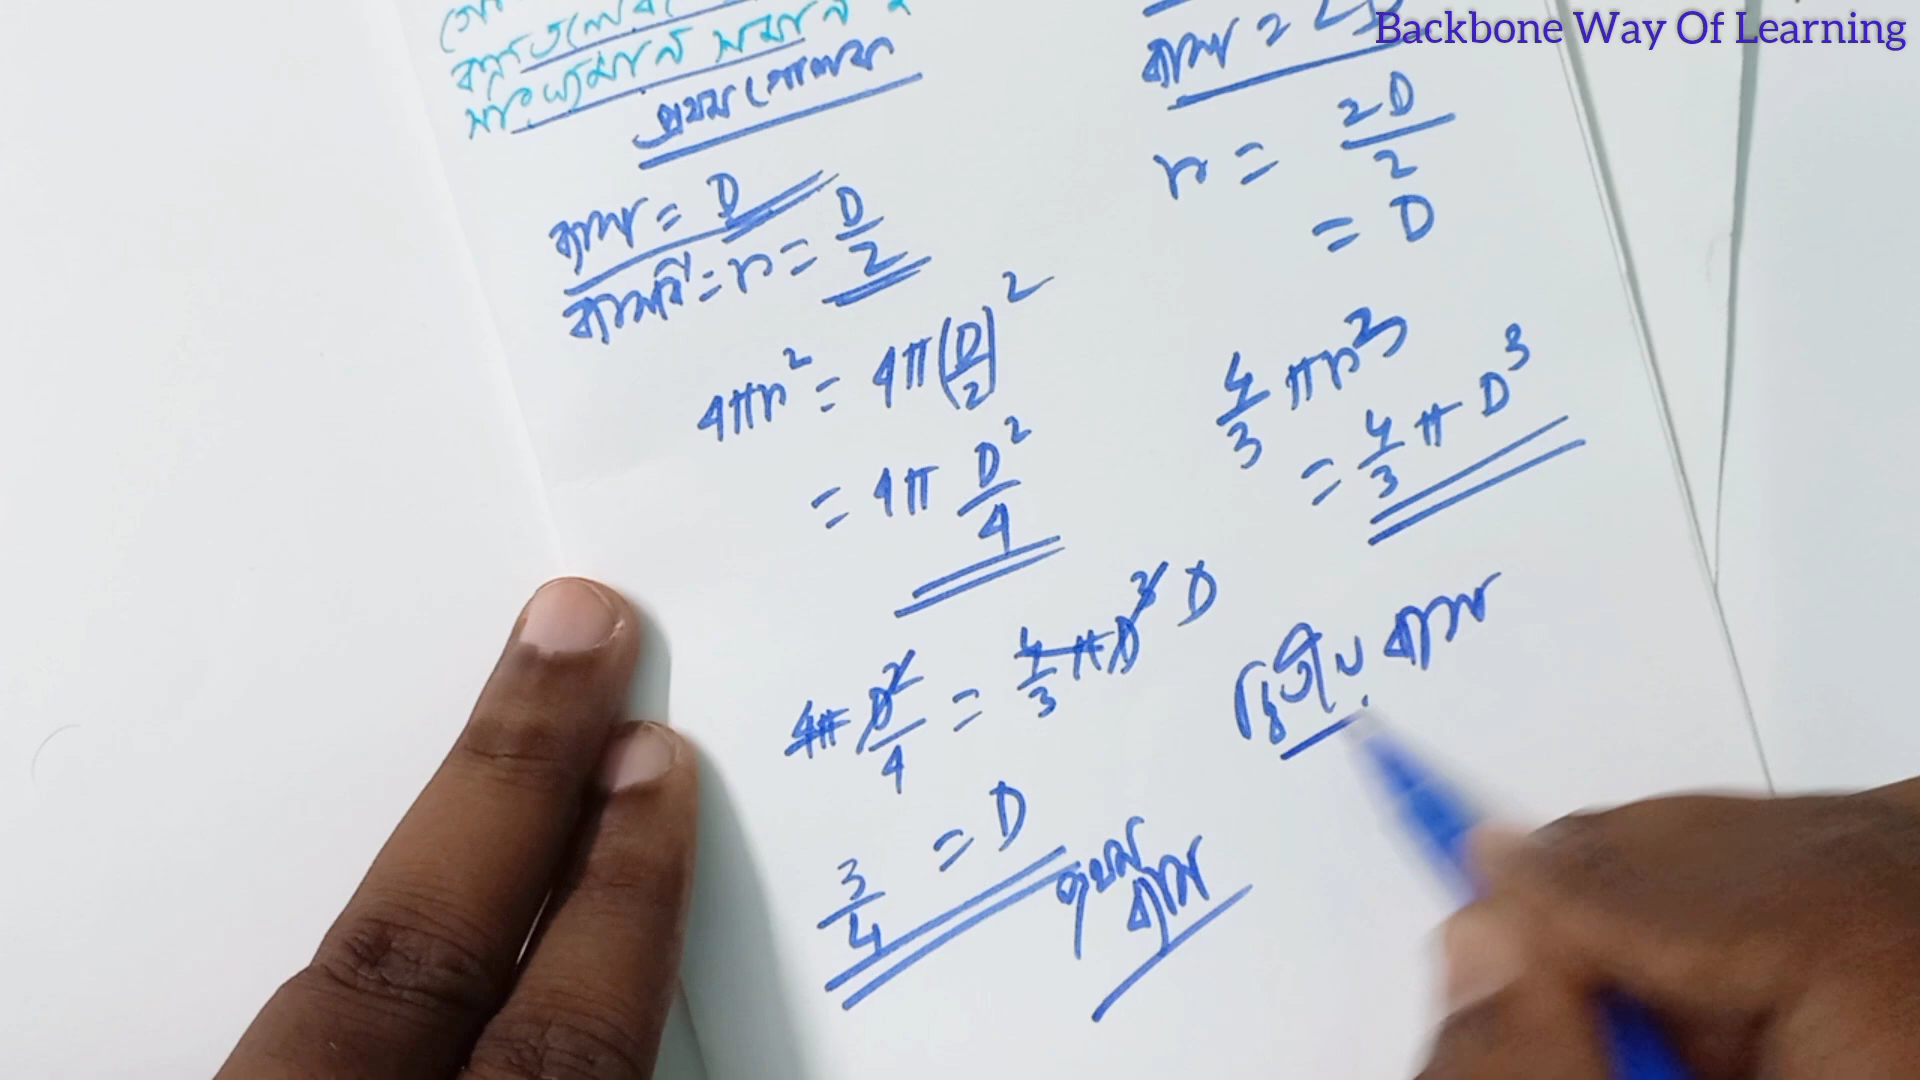 Backbone Way Of Learning
মান সমান
প্রথম গোলক
ব্যাস = D
ব্যাসার্ধ = r = D/2
4πr² = 4π(D/2)²
= 4π D²/4
ব্যাস = 2D
r = 2D/2
= D
4/3 πr³
= 4/3 π D³
4π D²/4 = 4/3 π D³ D
3/4 = D
প্রথম
ব্যাস
দ্বিতীয় ব্যাস